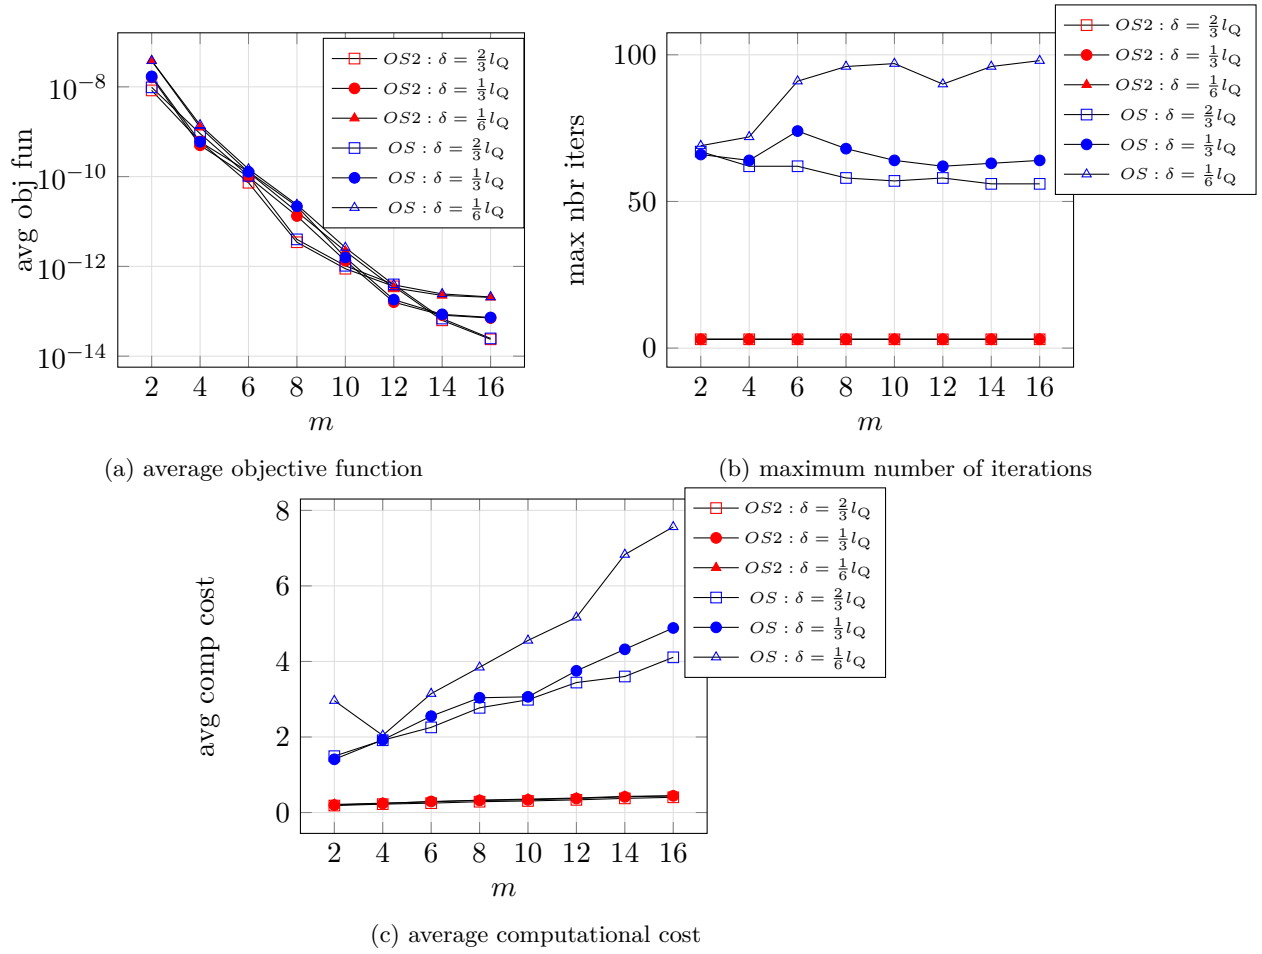 10^{-8}
10^{-10}
10^{-12}
10^{-14}
avg obj fun
2 4 6 8 10 12 14 16
m
OS2 : δ = 2/3 l_Q
OS2 : δ = 1/3 l_Q
OS2 : δ = 1/6 l_Q
OS : δ = 2/3 l_Q
OS : δ = 1/3 l_Q
OS : δ = 1/6 l_Q
(a) average objective function
100
50
0
max nbr iters
2 4 6 8 10 12 14 16
m
OS2 : δ = 2/3 l_Q
OS2 : δ = 1/3 l_Q
OS2 : δ = 1/6 l_Q
OS : δ = 2/3 l_Q
OS : δ = 1/3 l_Q
OS : δ = 1/6 l_Q
(b) maximum number of iterations
8
6
4
2
0
avg comp cost
2 4 6 8 10 12 14 16
m
OS2 : δ = 2/3 l_Q
OS2 : δ = 1/3 l_Q
OS2 : δ = 1/6 l_Q
OS : δ = 2/3 l_Q
OS : δ = 1/3 l_Q
OS : δ = 1/6 l_Q
(c) average computational cost